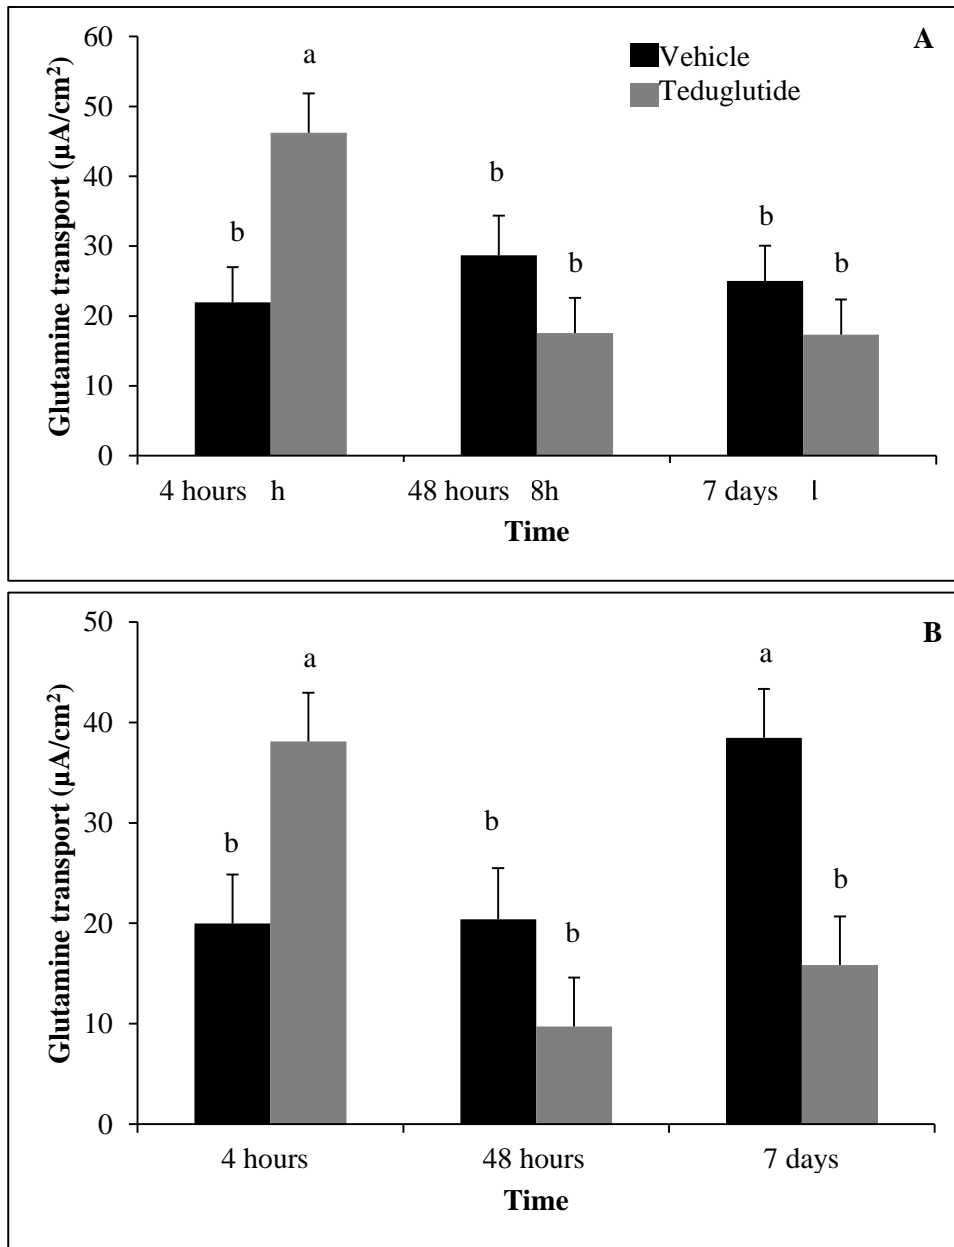 A
60
50
40
30
20
10
0
Glutamine transport (µA/cm²)
Vehicle
Teduglutide
a
b
b
b
b
b
4 hours h
48 hours 8h
7 days
Time
B
50
40
30
20
10
0
Glutamine transport (µA/cm²)
a
b
b
b
a
b
4 hours
48 hours
7 days
Time